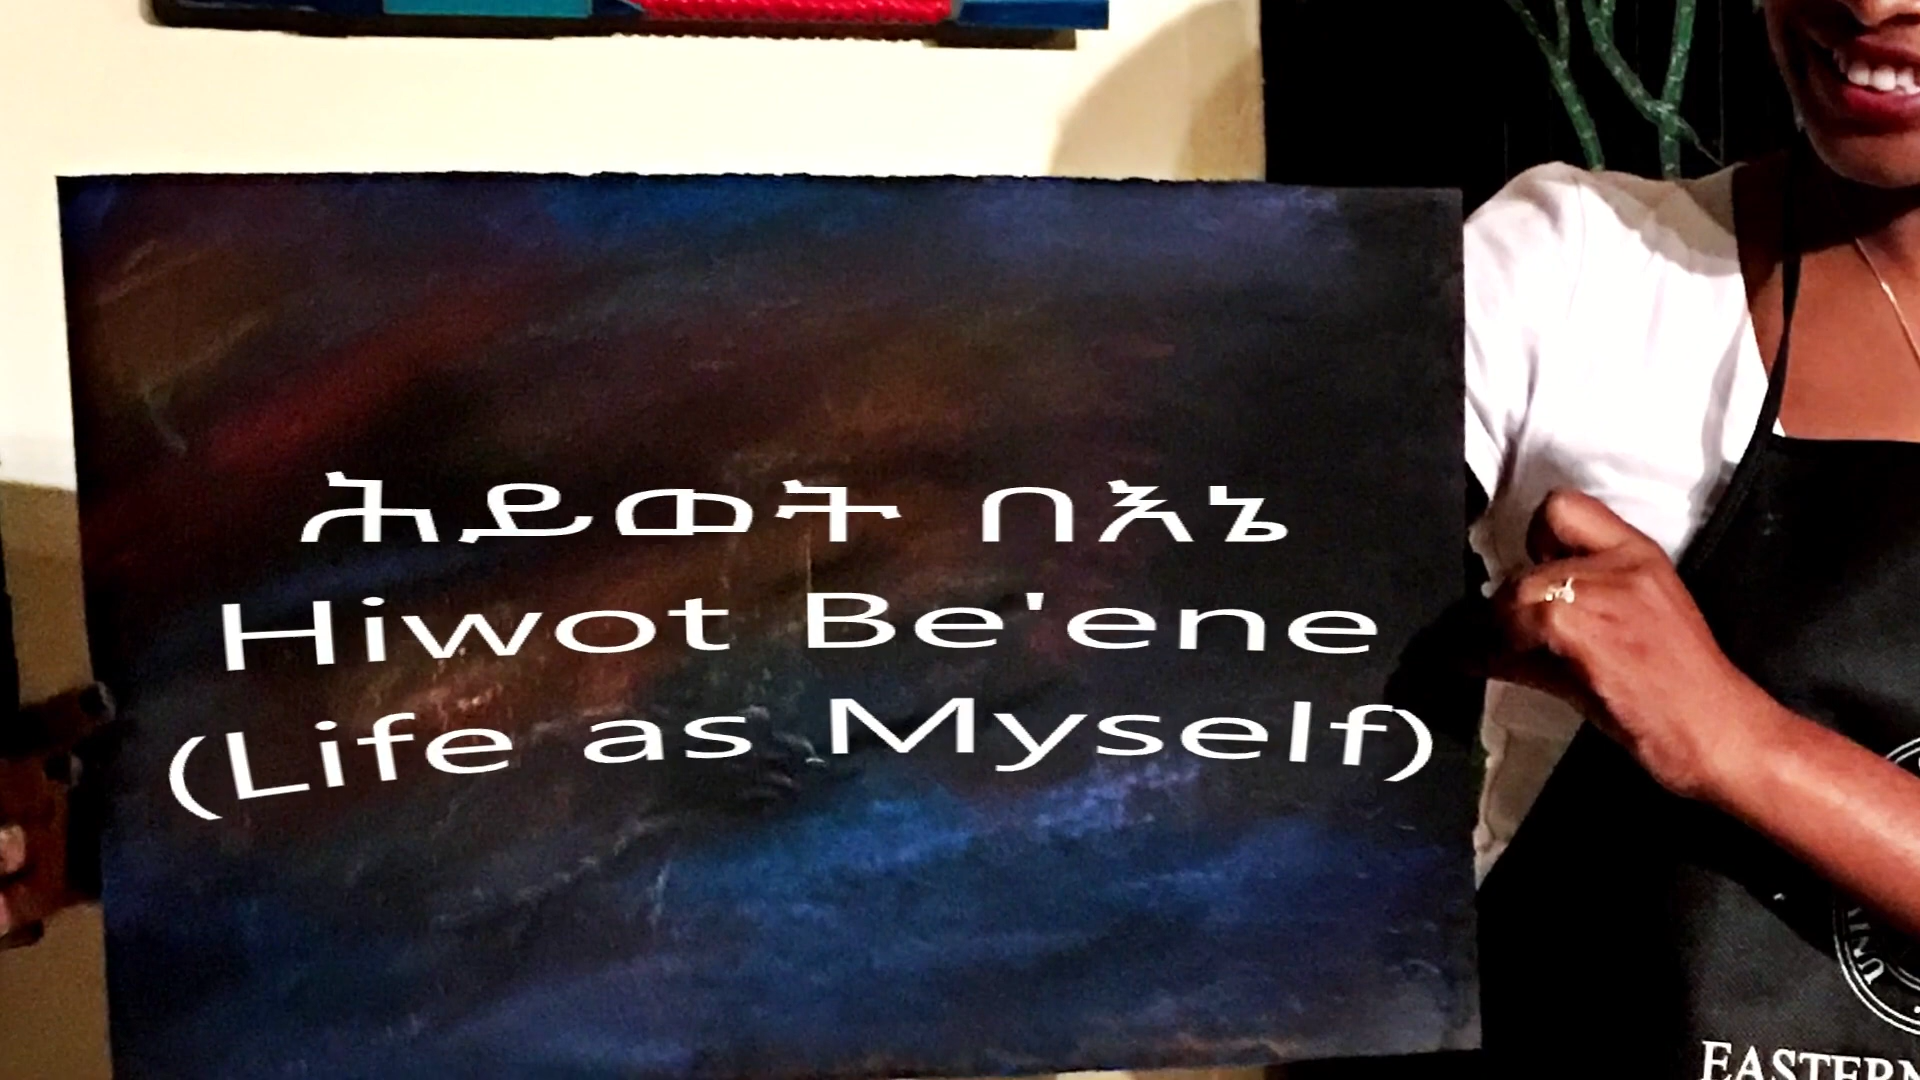 ሕይወት በእኔ
Hiwot Be'ene
(Life as Myself)
EASTERN